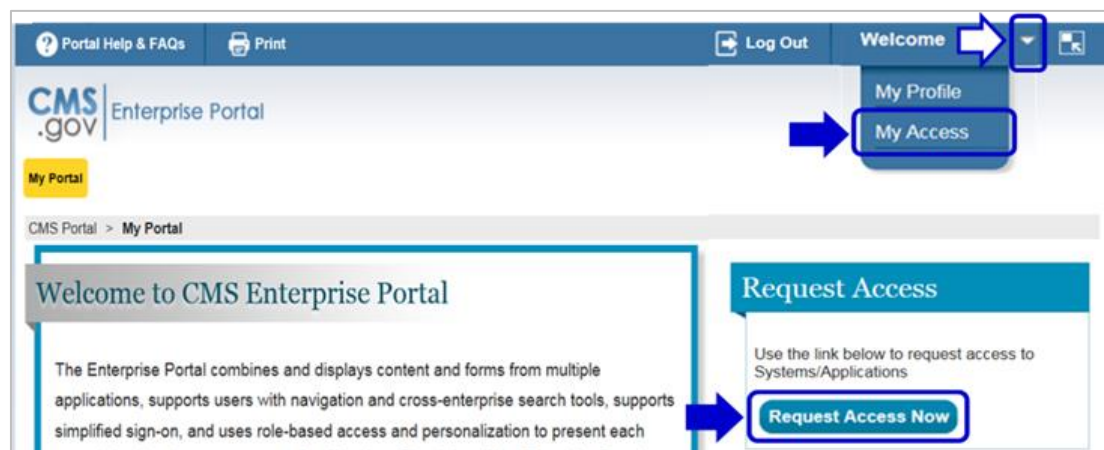 Portal Help & FAQs Print Log Out Welcome
My Profile
My Access
CMS .gov Enterprise Portal
My Portal
CMS Portal > My Portal
Welcome to CMS Enterprise Portal
The Enterprise Portal combines and displays content and forms from multiple
applications, supports users with navigation and cross-enterprise search tools, supports
simplified sign-on, and uses role-based access and personalization to present each
Request Access
Use the link below to request access to
Systems/Applications
Request Access Now